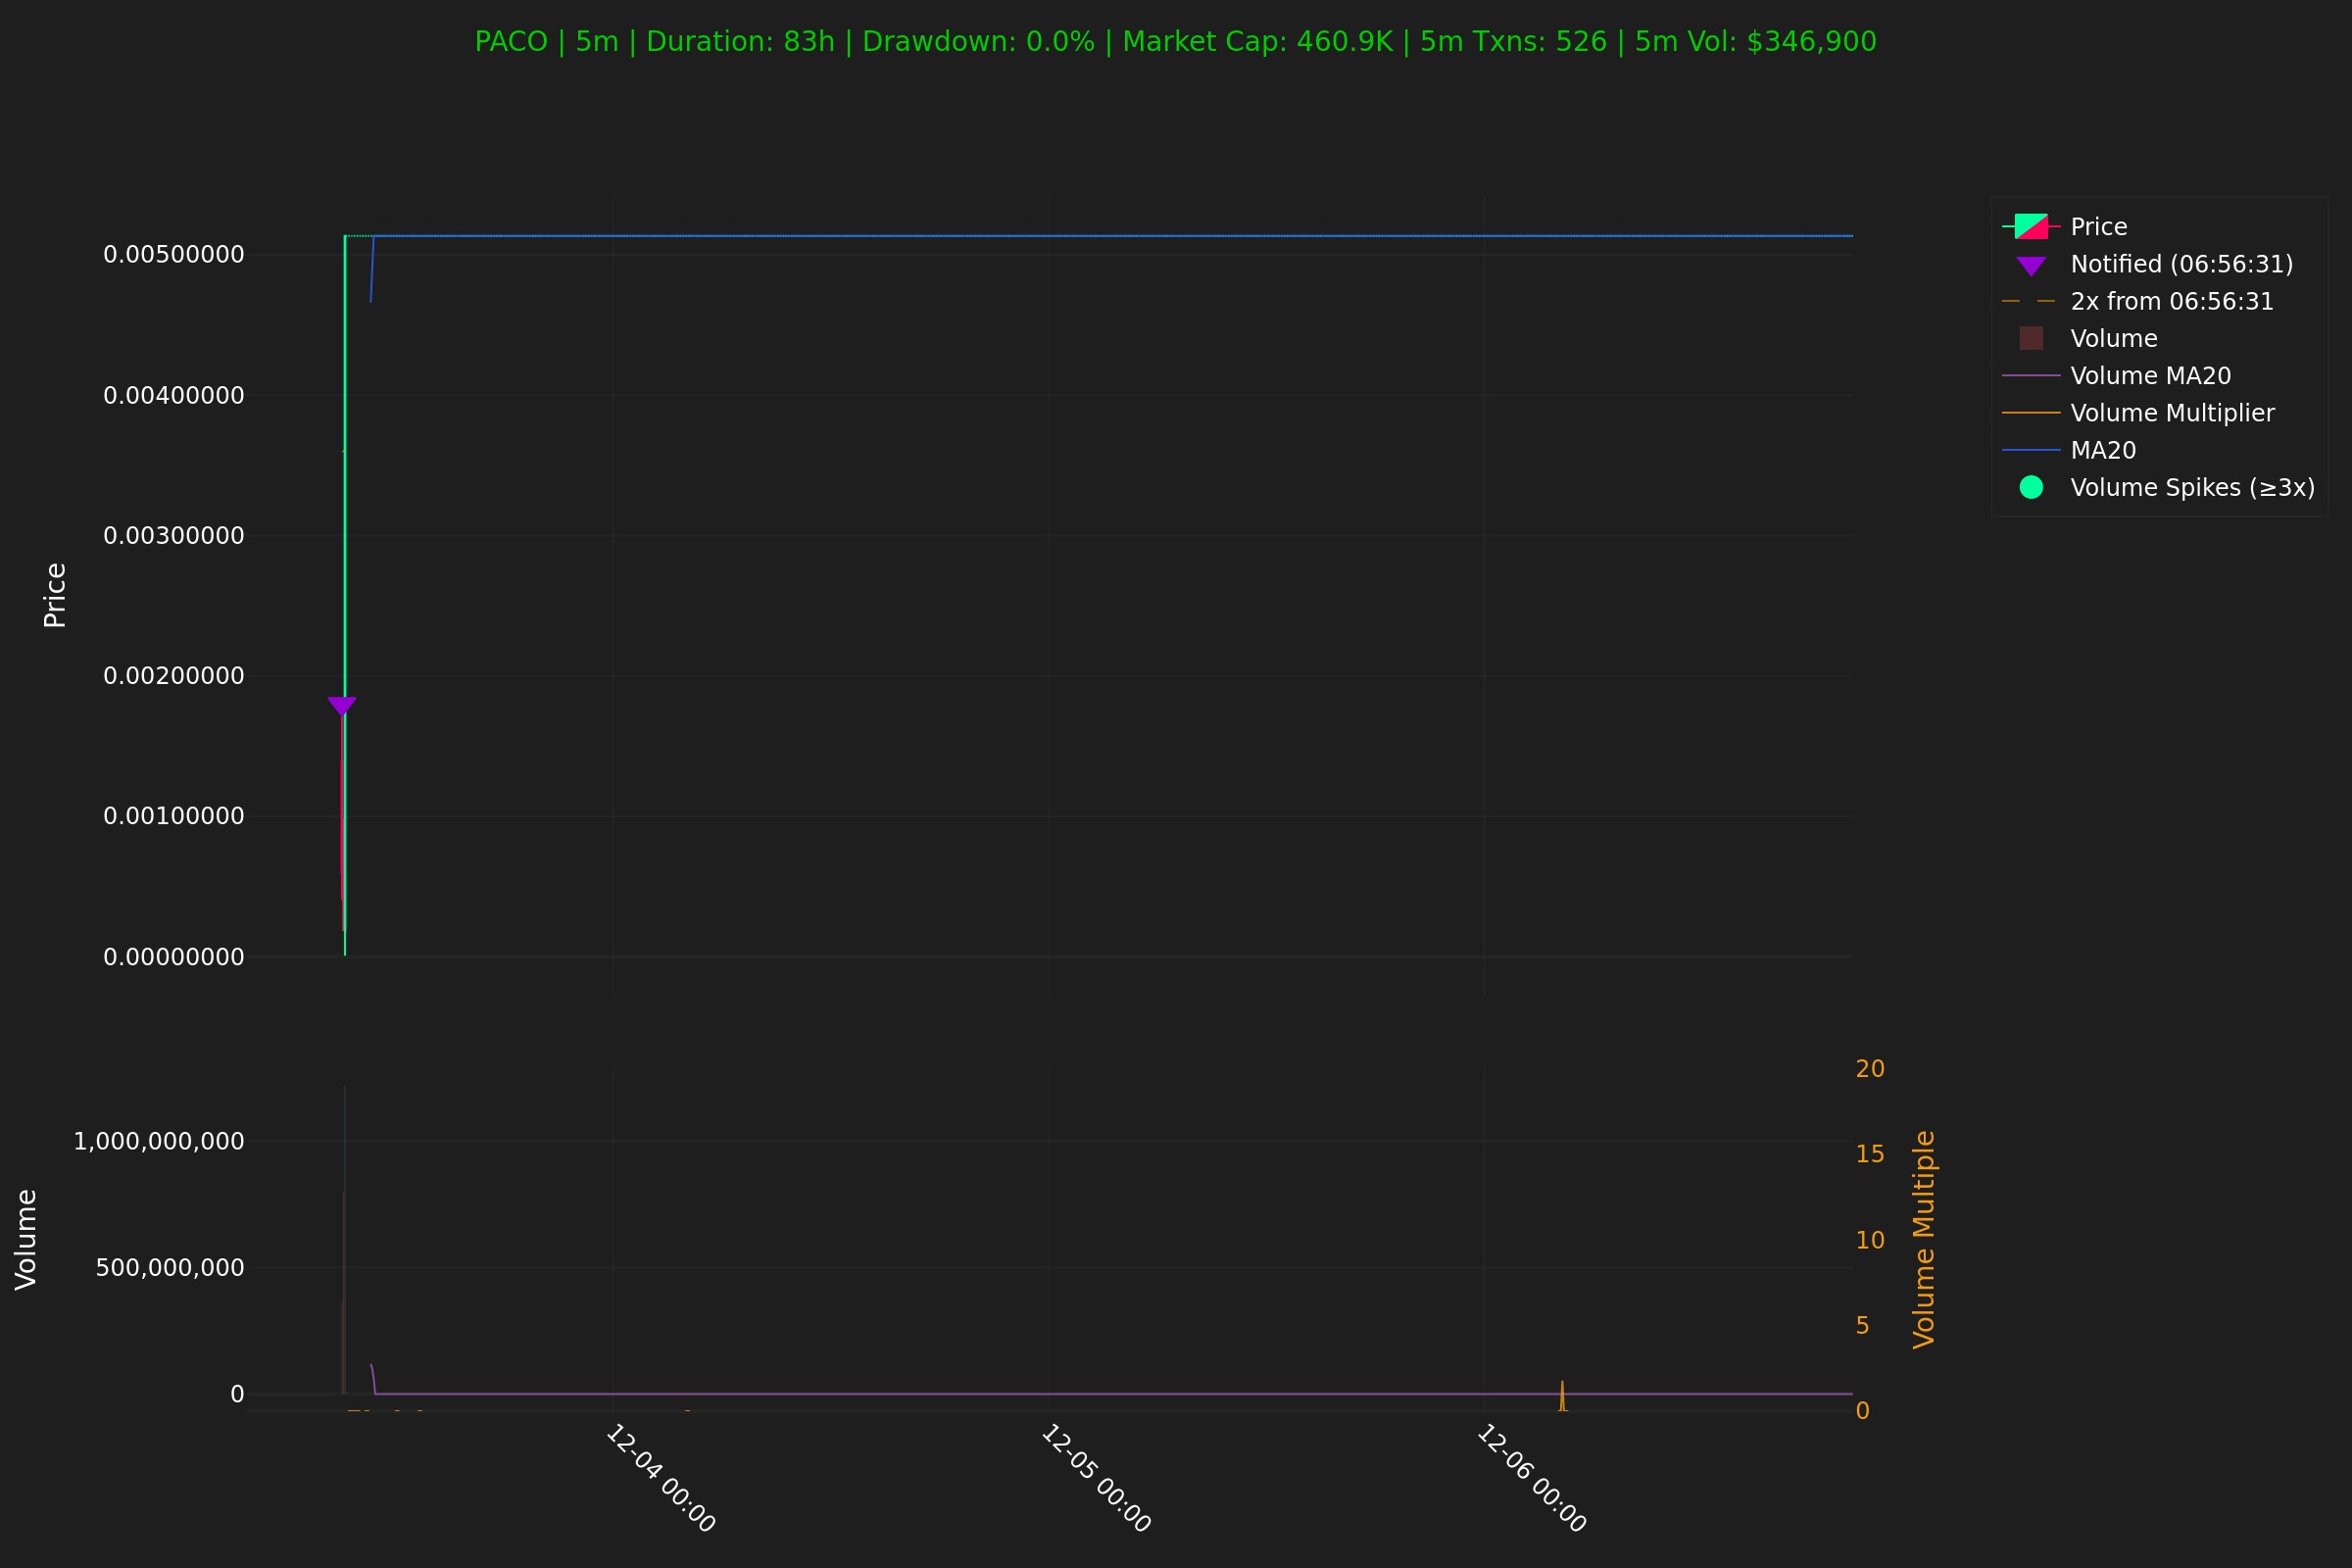 PACO | 5m | Duration: 83h | Drawdown: 0.0% | Market Cap: 460.9K | 5m Txns: 526 | 5m Vol: $346,900
Price
0.00500000
0.00400000
0.00300000
0.00200000
0.00100000
0.00000000
Price
Notified (06:56:31)
2x from 06:56:31
Volume
Volume MA20
Volume Multiplier
MA20
Volume Spikes (≥3x)
Volume
1,000,000,000
500,000,000
0
20
15
10
5
0
Volume Multiple
12-04 00:00
12-05 00:00
12-06 00:00